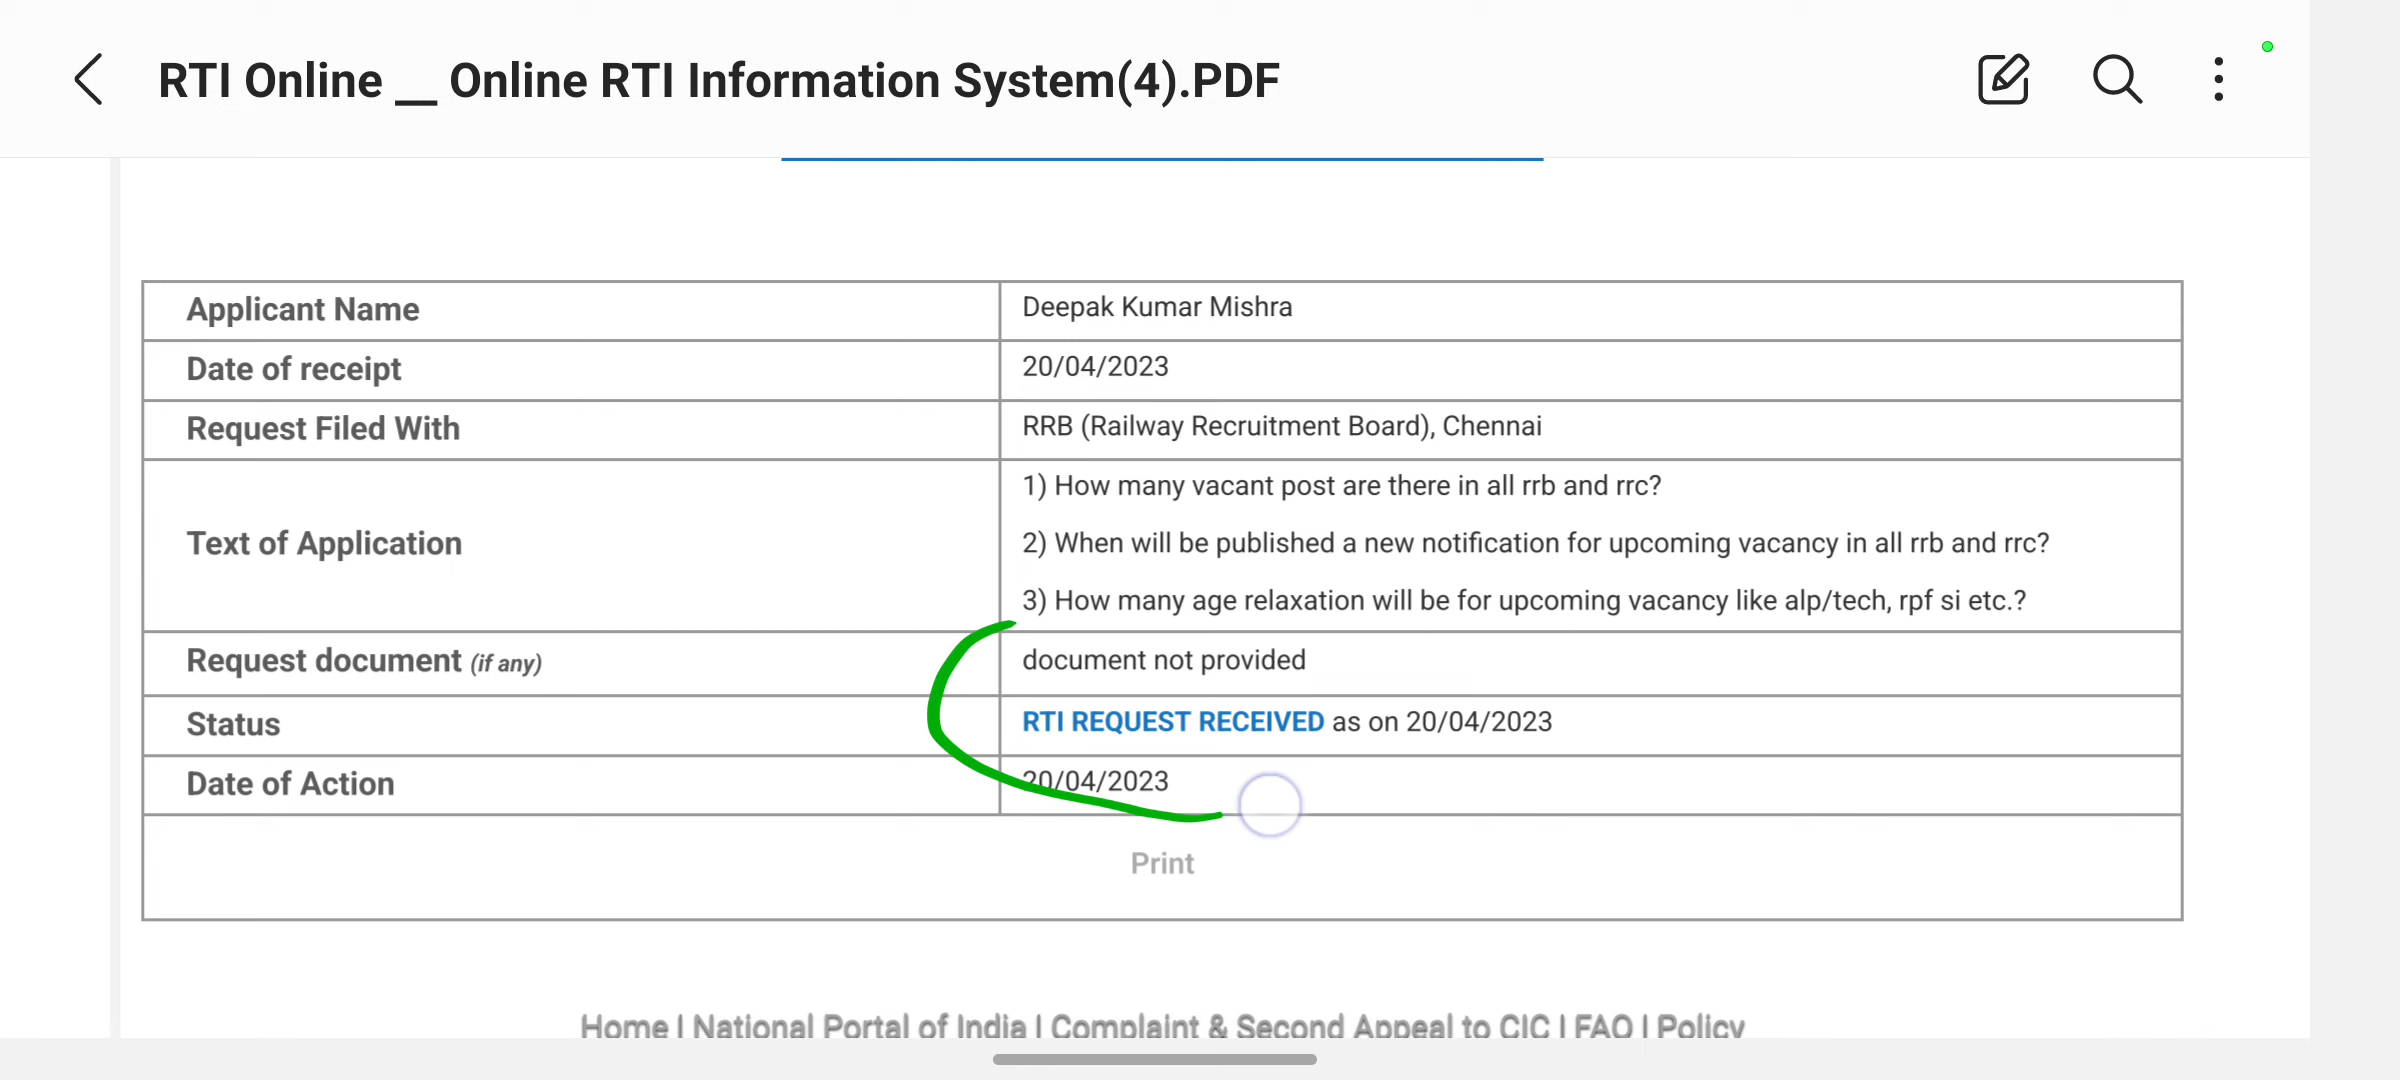 RTI Online __ Online RTI Information System(4).PDF
Applicant Name Deepak Kumar Mishra
Date of receipt 20/04/2023
Request Filed With RRB (Railway Recruitment Board), Chennai
Text of Application
1) How many vacant post are there in all rrb and rrc?
2) When will be published a new notification for upcoming vacancy in all rrb and rrc?
3) How many age relaxation will be for upcoming vacancy like alp/tech, rpf si etc.?
Request document (if any) document not provided
Status RTI REQUEST RECEIVED as on 20/04/2023
Date of Action 20/04/2023
Print
Home | National Portal of India | Complaint & Second Appeal to CIC | FAQ | Policy